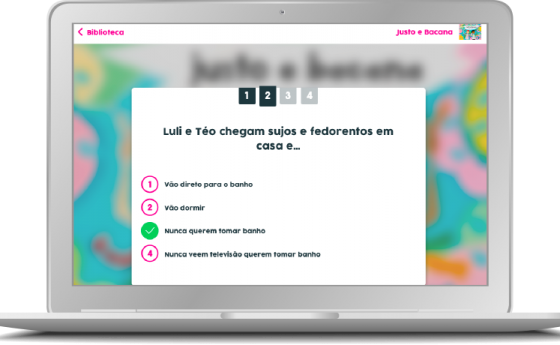 Biblioteca
Justo e Bacana
justo e bacana
1 2 3 4
Luli e Téo chegam sujos e fedorentos em
casa e...
1 Vão direto para o banho
2 Vão dormir
Nunca querem tomar banho
4 Nunca veem televisão querem tomar banho